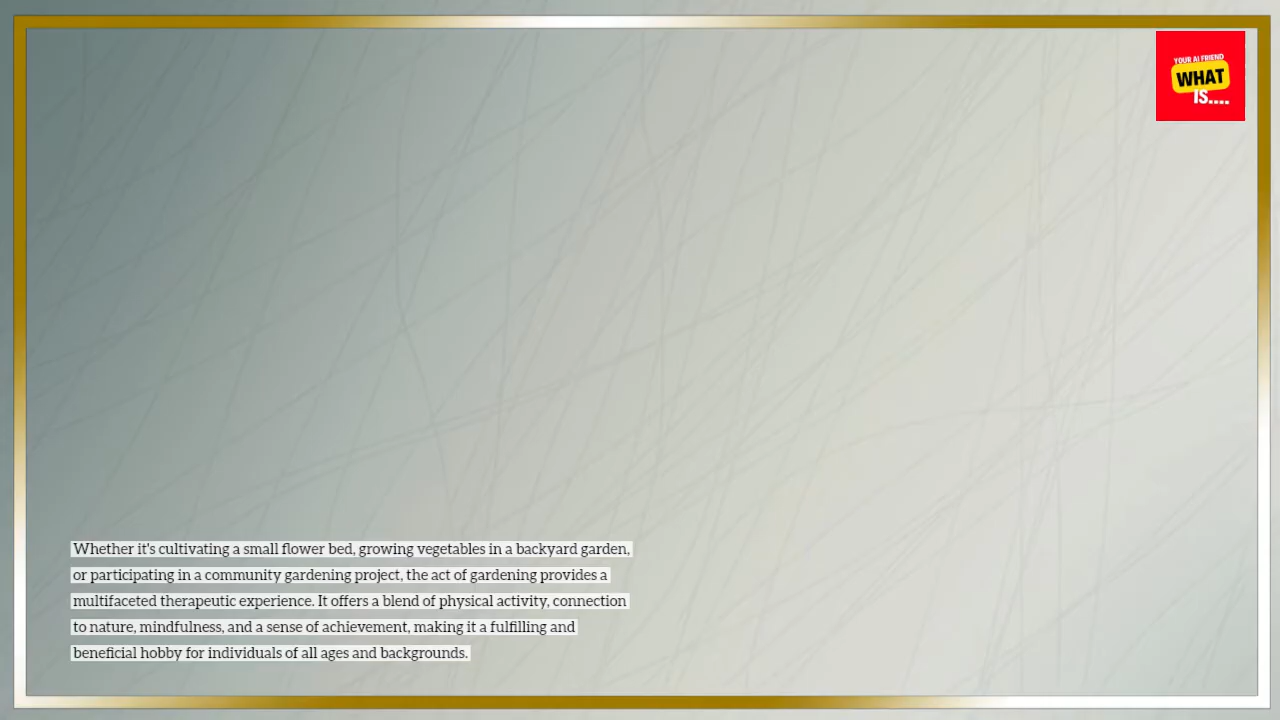 YOUR AI FRIEND
WHAT
IS....
Whether it's cultivating a small flower bed, growing vegetables in a backyard garden,
or participating in a community gardening project, the act of gardening provides a
multifaceted therapeutic experience. It offers a blend of physical activity, connection
to nature, mindfulness, and a sense of achievement, making it a fulfilling and
beneficial hobby for individuals of all ages and backgrounds.